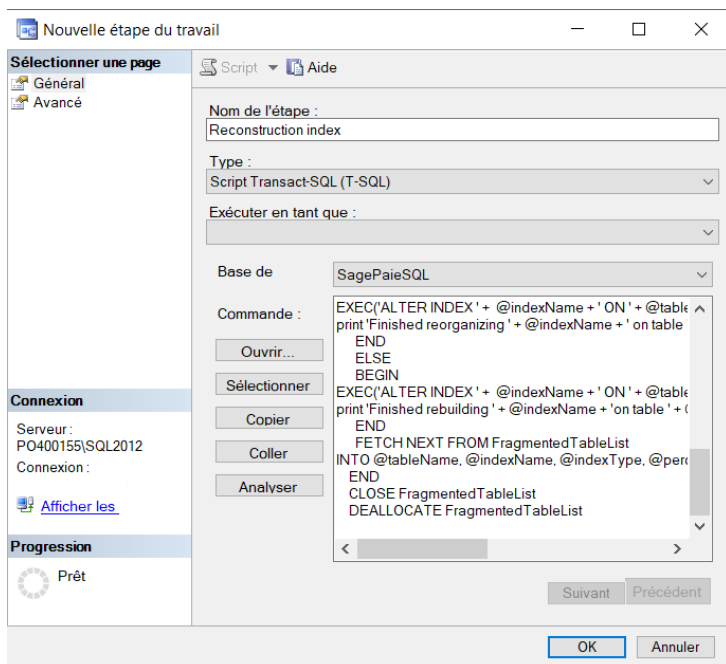 Nouvelle étape du travail
Sélectionner une page
Général
Avancé
Script
Aide
Nom de l'étape :
Reconstruction index
Type :
Script Transact-SQL (T-SQL)
Exécuter en tant que :
Base de
SagePaieSQL
Commande :
Ouvrir...
Sélectionner
Copier
Coller
Analyser
EXEC('ALTER INDEX ' + @indexName + ' ON ' + @table
print 'Finished reorganizing ' + @indexName + ' on table '
END
ELSE
BEGIN
EXEC('ALTER INDEX ' + @indexName + ' ON ' + @table
print 'Finished rebuilding ' + @indexName + 'on table ' +
END
FETCH NEXT FROM FragmentedTableList
INTO @tableName, @indexName, @indexType, @perc
END
CLOSE FragmentedTableList
DEALLOCATE FragmentedTableList
Connexion
Serveur :
PO400155\SQL2012
Connexion :
Afficher les
Progression
Prêt
Suivant
Précédent
OK
Annuler